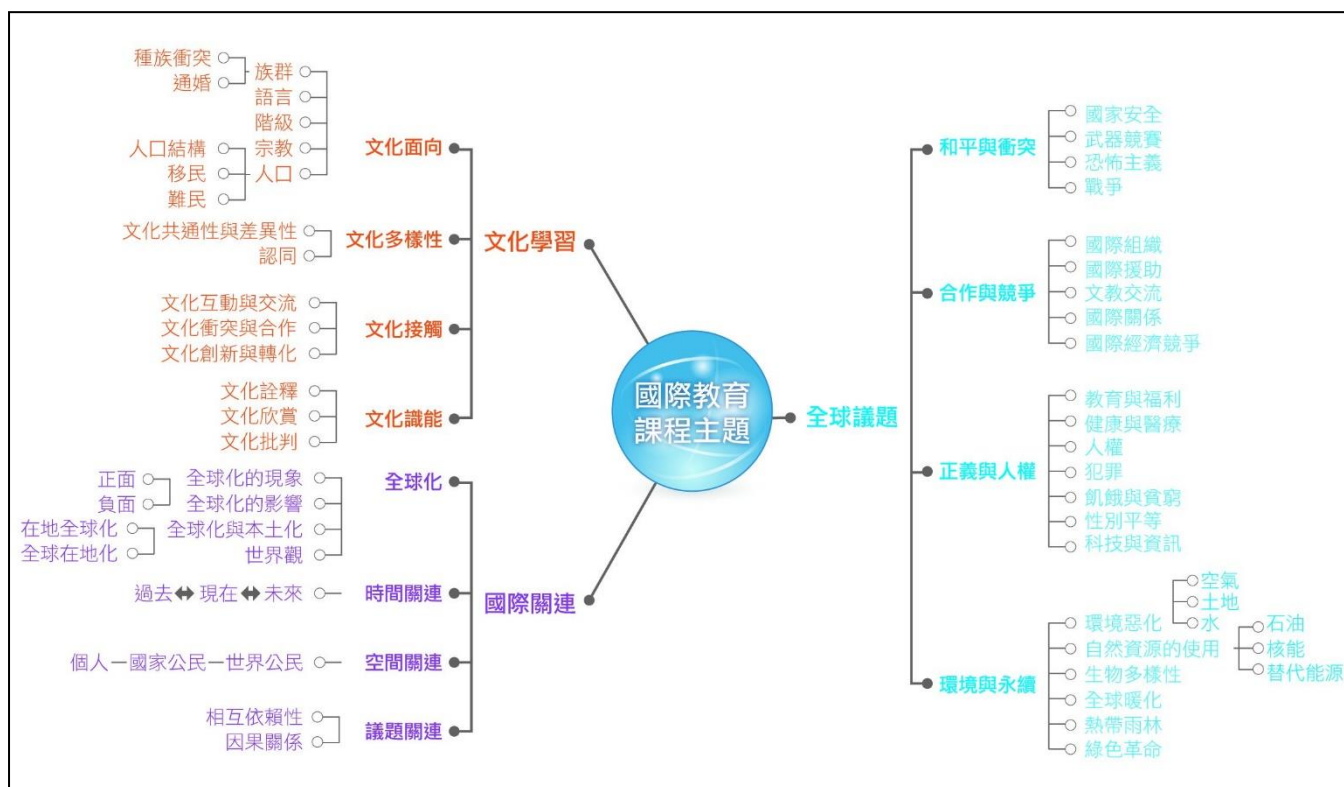 國際教育
課程主題
文化學習
文化面向
族群
種族衝突
通婚
語言
階級
宗教
人口
人口結構
移民
難民
文化多樣性
文化共通性與差異性
認同
文化接觸
文化互動與交流
文化衝突與合作
文化創新與轉化
文化識能
文化詮釋
文化欣賞
文化批判
國際關連
全球化
全球化的現象
全球化的影響
正面
負面
全球化與本土化
在地全球化
全球在地化
世界觀
時間關連
過去⬌現在⬌未來
空間關連
個人－國家公民－世界公民
議題關連
相互依賴性
因果關係
全球議題
和平與衝突
國家安全
武器競賽
恐怖主義
戰爭
合作與競爭
國際組織
國際援助
文教交流
國際關係
國際經濟競爭
正義與人權
教育與福利
健康與醫療
人權
犯罪
飢餓與貧窮
性別平等
科技與資訊
環境與永續
環境惡化
空氣
土地
水
自然資源的使用
石油
核能
替代能源
生物多樣性
全球暖化
熱帶雨林
綠色革命